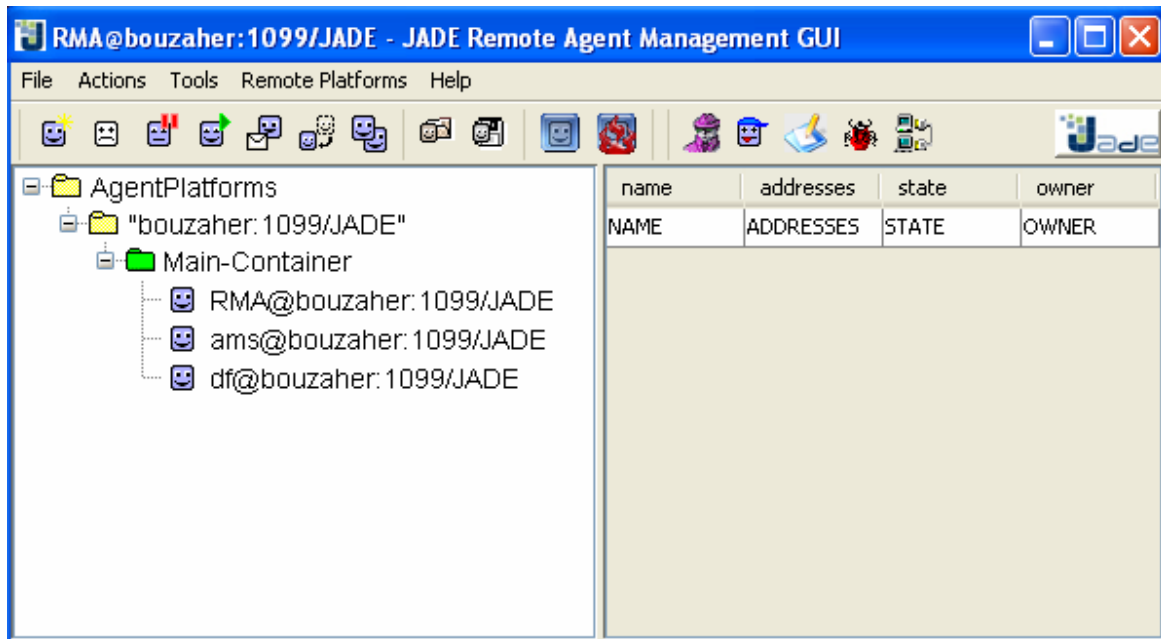 RMA@bouzaher:1099/JADE - JADE Remote Agent Management GUI
File Actions Tools Remote Platforms Help
Jade
AgentPlatforms
"bouzaher:1099/JADE"
Main-Container
RMA@bouzaher:1099/JADE
ams@bouzaher:1099/JADE
df@bouzaher:1099/JADE
name addresses state owner
NAME ADDRESSES STATE OWNER